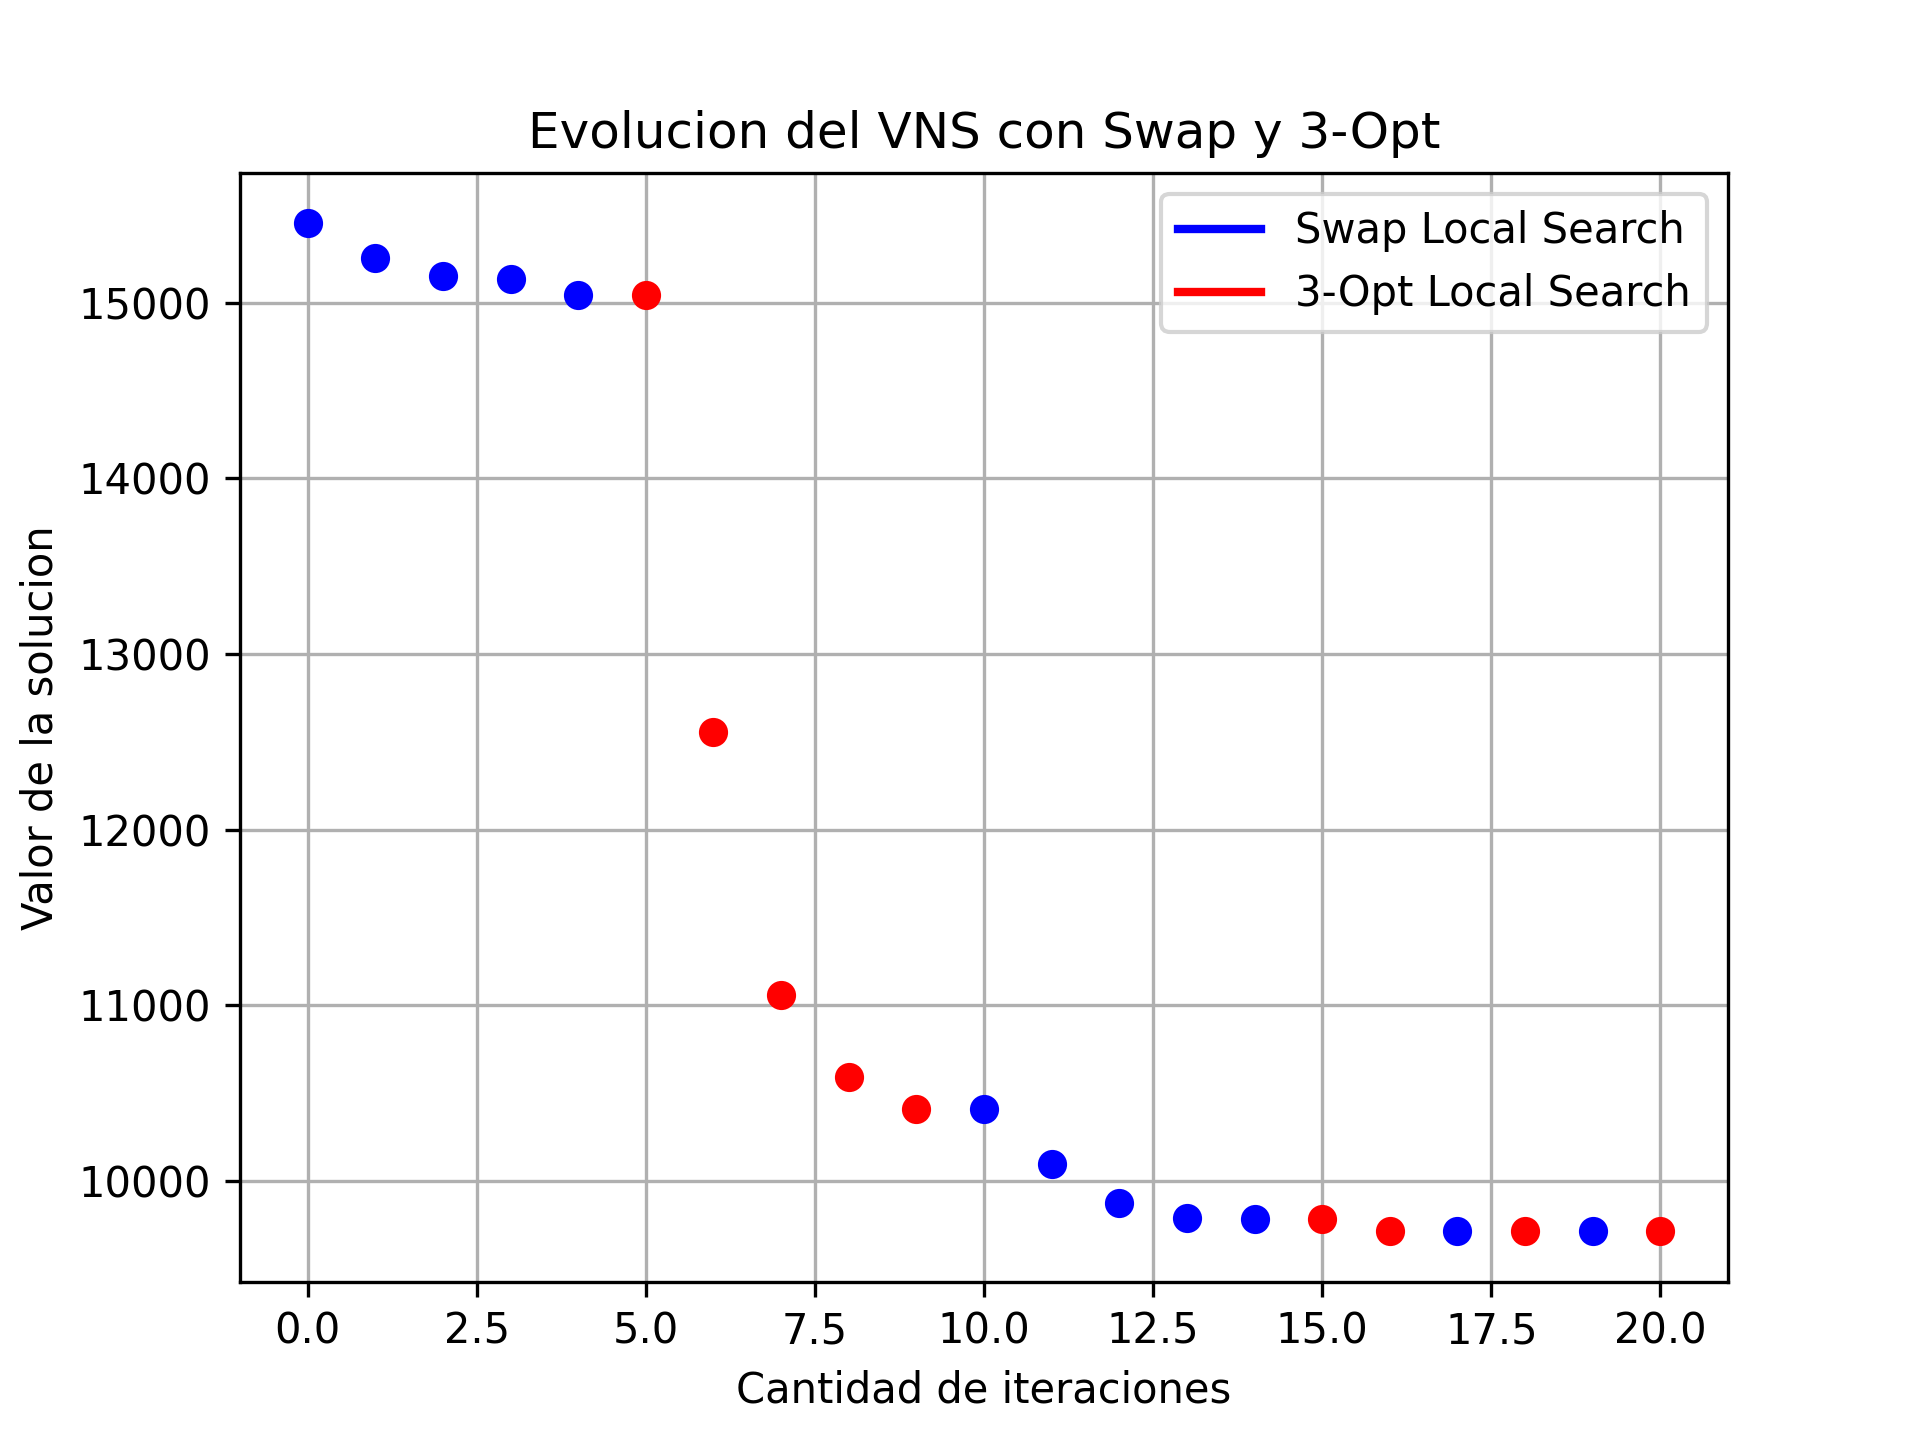 Evolucion del VNS con Swap y 3-Opt
Swap Local Search
3-Opt Local Search
Valor de la solucion
15000
14000
13000
12000
11000
10000
0.0 2.5 5.0 7.5 10.0 12.5 15.0 17.5 20.0
Cantidad de iteraciones